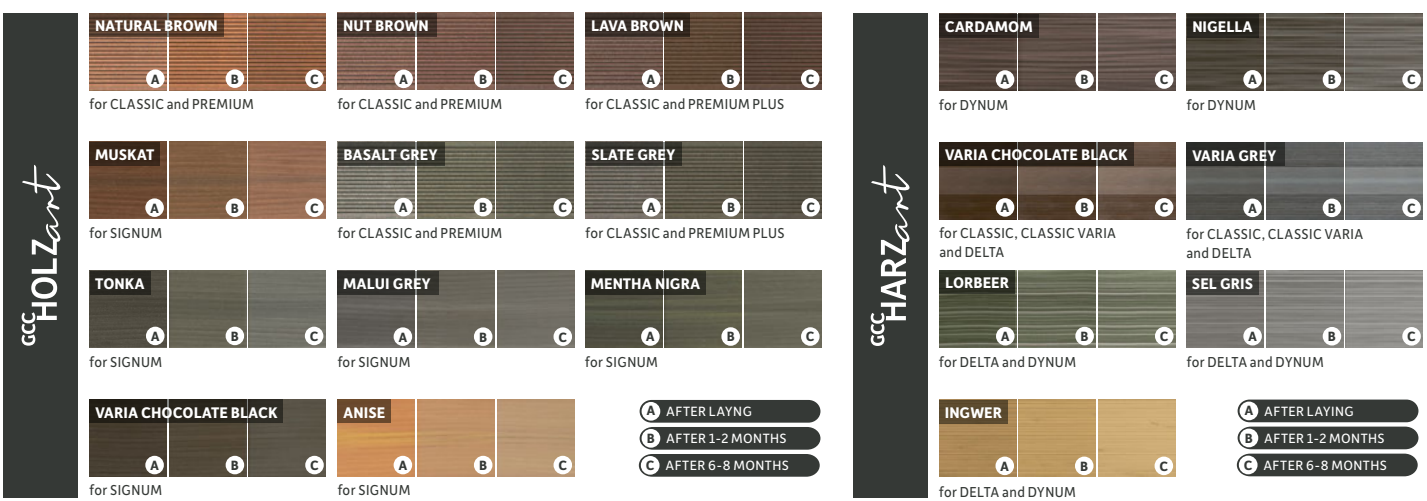 GCC
HOLZart
NATURAL BROWN
A
B
C
for CLASSIC and PREMIUM
NUT BROWN
A
B
C
for CLASSIC and PREMIUM
LAVA BROWN
A
B
C
for CLASSIC and PREMIUM PLUS
MUSKAT
A
B
C
for SIGNUM
BASALT GREY
A
B
C
for CLASSIC and PREMIUM
SLATE GREY
A
B
C
for CLASSIC and PREMIUM PLUS
TONKA
A
B
C
for SIGNUM
MALUI GREY
A
B
C
for SIGNUM
MENTHA NIGRA
A
B
C
for SIGNUM
VARIA CHOCOLATE BLACK
A
B
C
for SIGNUM
ANISE
A
B
C
for SIGNUM
A AFTER LAYNG
B AFTER 1-2 MONTHS
C AFTER 6-8 MONTHS
GCC
HARZart
CARDAMOM
A
B
C
for DYNUM
NIGELLA
A
B
C
for DYNUM
VARIA CHOCOLATE BLACK
A
B
C
for CLASSIC, CLASSIC VARIA
and DELTA
VARIA GREY
A
B
C
for CLASSIC, CLASSIC VARIA
and DELTA
LORBEER
A
B
C
for DELTA and DYNUM
SEL GRIS
A
B
C
for DELTA and DYNUM
INGWER
A
B
C
for DELTA and DYNUM
A AFTER LAYING
B AFTER 1-2 MONTHS
C AFTER 6-8 MONTHS